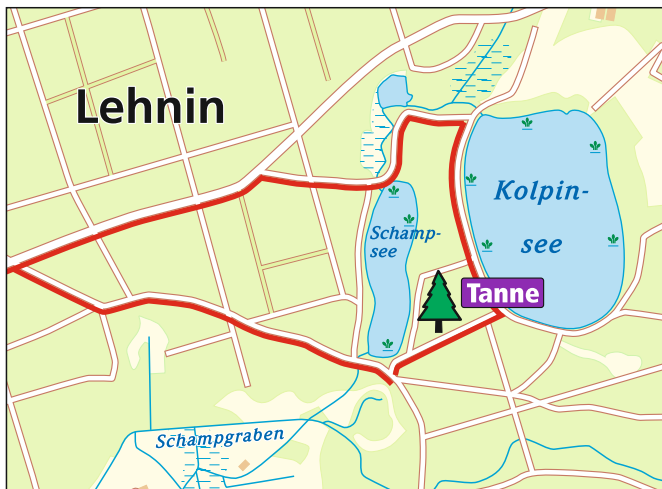 Lehnin
Kolpin-
see
Schamp-
see
Tanne
Schampgraben